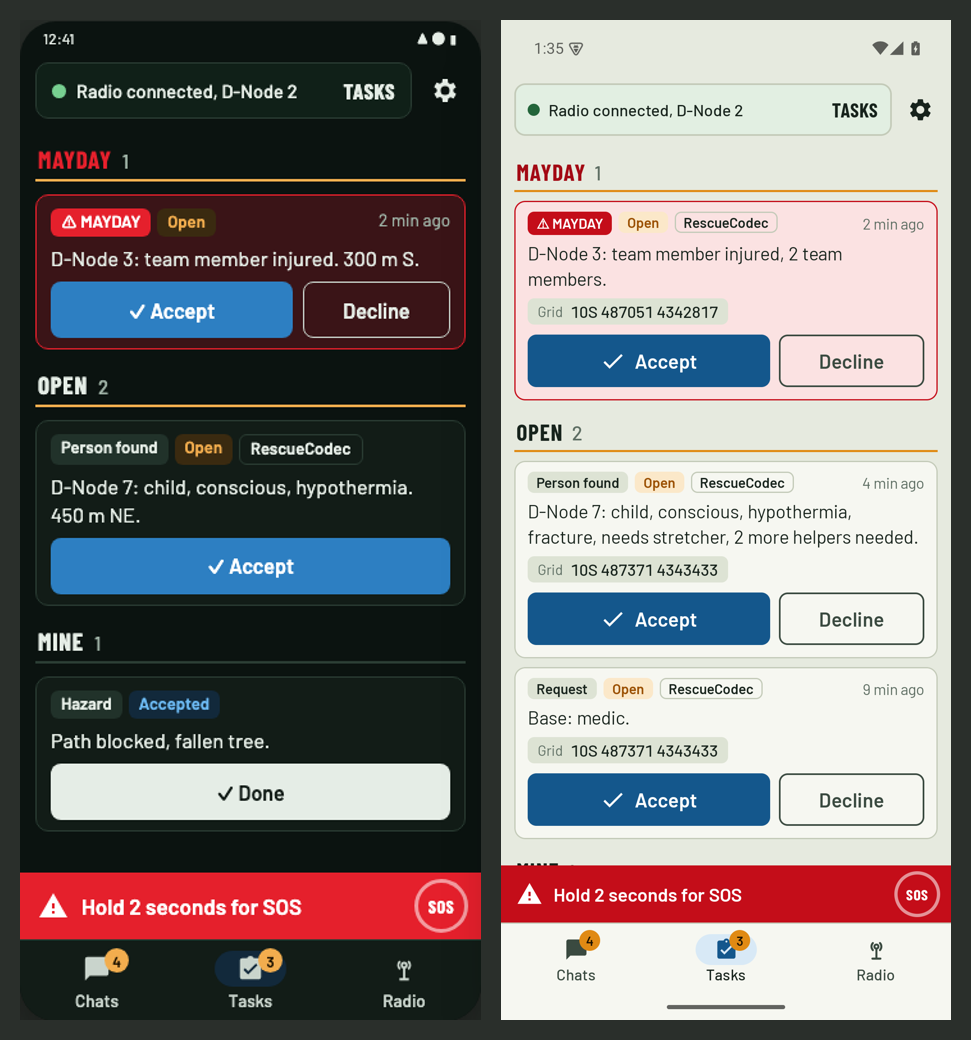 12:41
Radio connected, D-Node 2 TASKS
MAYDAY 1
MAYDAY Open 2 min ago
D-Node 3: team member injured. 300 m S.
Accept Decline
OPEN 2
Person found Open RescueCodec
D-Node 7: child, conscious, hypothermia.
450 m NE.
Accept
MINE 1
Hazard Accepted
Path blocked, fallen tree.
Done
Hold 2 seconds for SOS SOS
4 3
Chats Tasks Radio
1:35
Radio connected, D-Node 2 TASKS
MAYDAY 1
MAYDAY Open RescueCodec 2 min ago
D-Node 3: team member injured, 2 team
members.
Grid 10S 487051 4342817
Accept Decline
OPEN 2
Person found Open RescueCodec 4 min ago
D-Node 7: child, conscious, hypothermia,
fracture, needs stretcher, 2 more helpers needed.
Grid 10S 487371 4343433
Accept Decline
Request Open RescueCodec 9 min ago
Base: medic.
Grid 10S 487371 4343433
Accept Decline
Hold 2 seconds for SOS SOS
4 3
Chats Tasks Radio